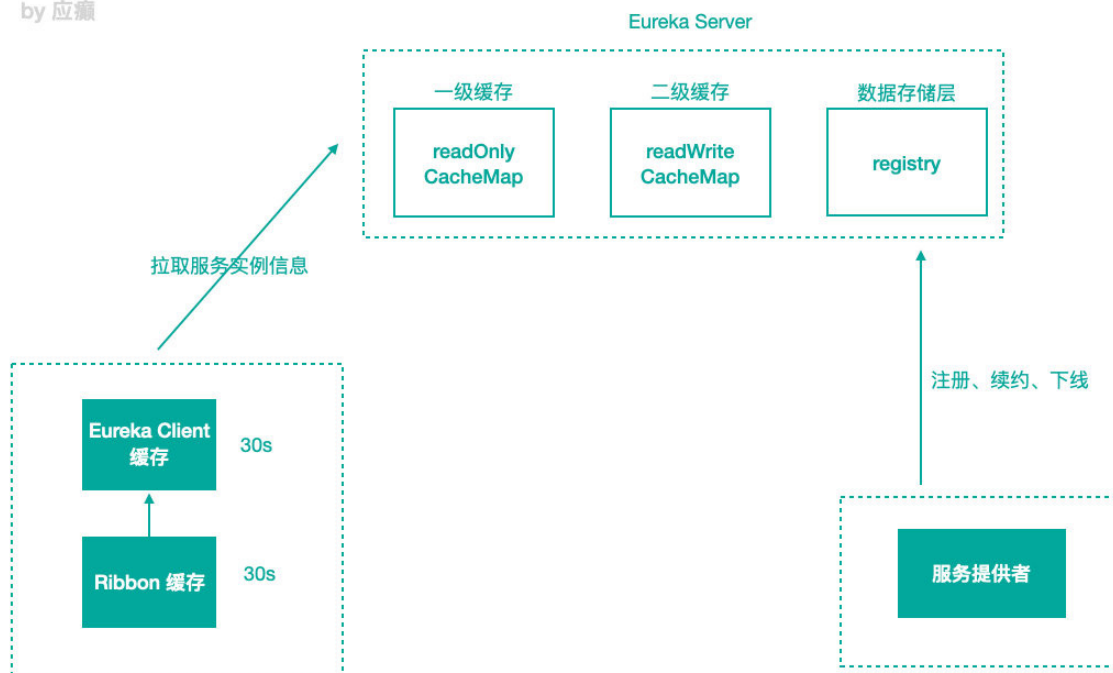 by 应癫
Eureka Server
一级缓存
二级缓存
数据存储层
readOnly
CacheMap
readWrite
CacheMap
registry
拉取服务实例信息
注册、续约、下线
Eureka Client
缓存
30s
Ribbon 缓存
30s
服务提供者